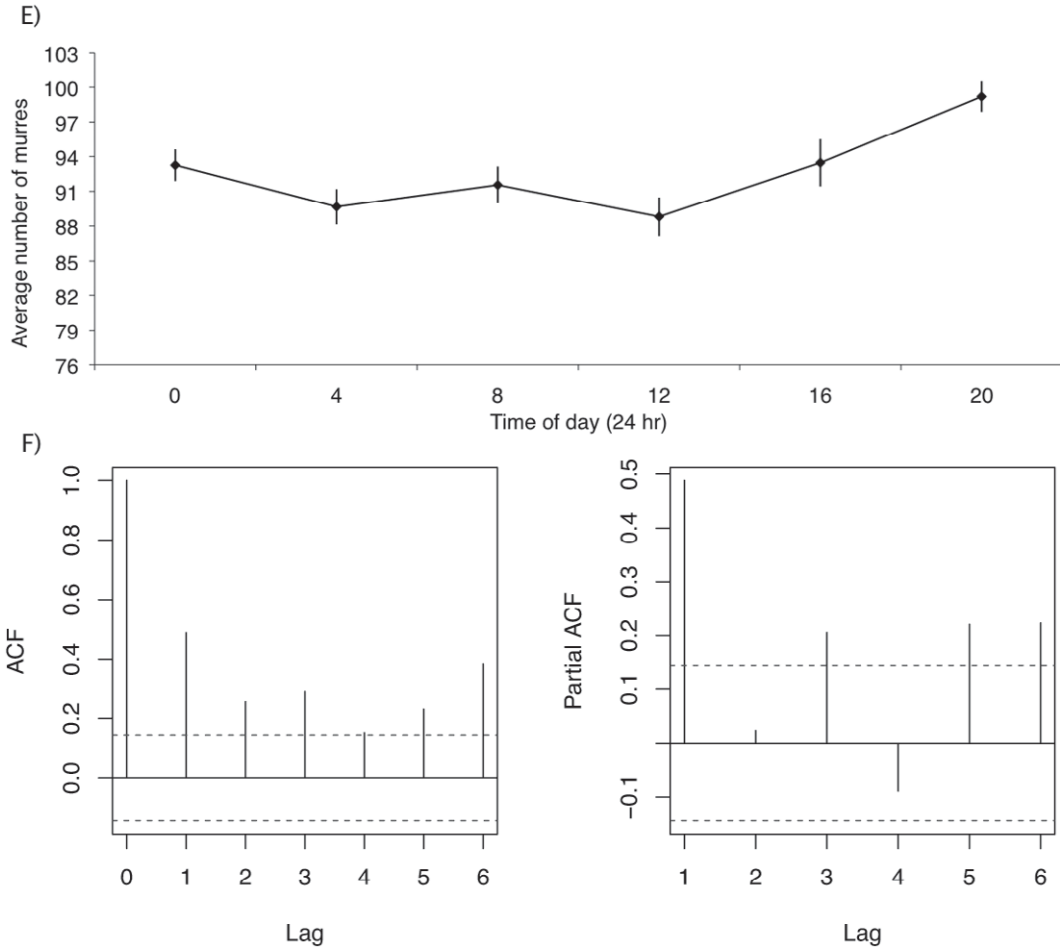 E)
Average number of murres
103
100
97
94
91
88
85
82
79
76
0 4 8 12 16 20
Time of day (24 hr)
F)
ACF
1.0
0.8
0.6
0.4
0.2
0.0
0 1 2 3 4 5 6
Lag
Partial ACF
0.5
0.4
0.3
0.2
0.1
−0.1
1 2 3 4 5 6
Lag